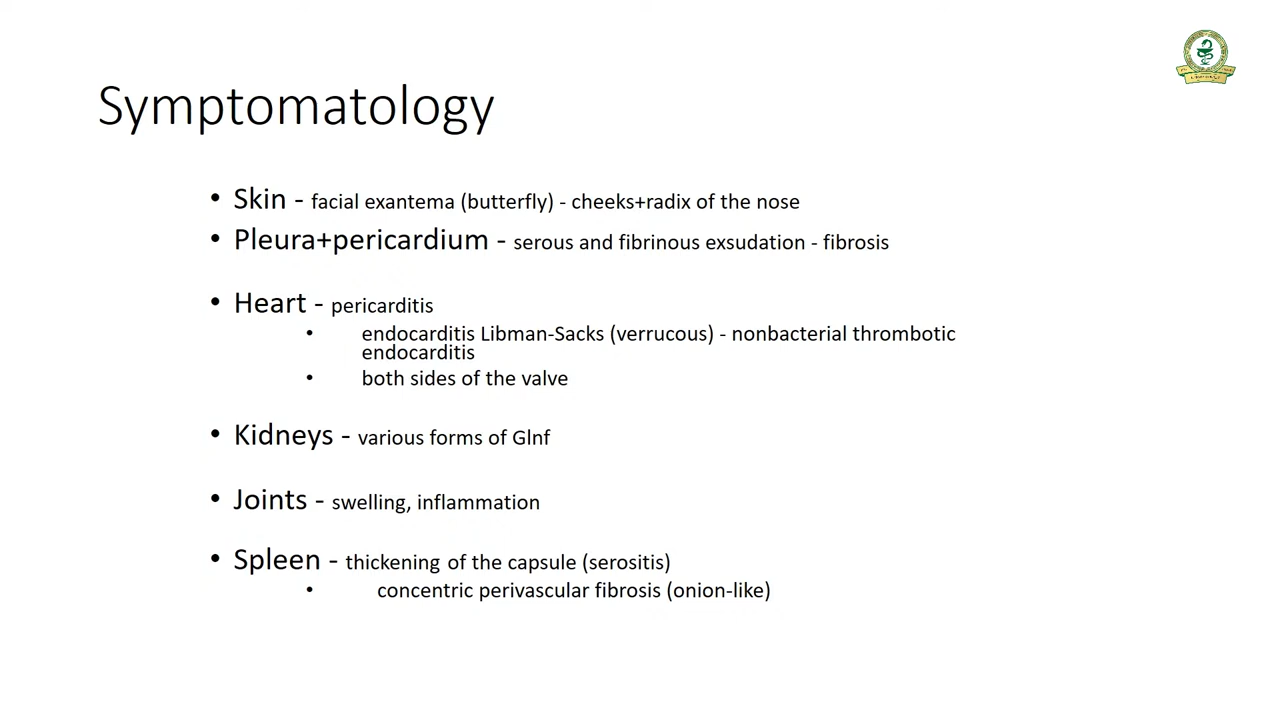 Symptomatology
• Skin - facial exantema (butterfly) - cheeks+radix of the nose
• Pleura+pericardium - serous and fibrinous exsudation - fibrosis
• Heart - pericarditis
• endocarditis Libman-Sacks (verrucous) - nonbacterial thrombotic
endocarditis
• both sides of the valve
• Kidneys - various forms of Glnf
• Joints - swelling, inflammation
• Spleen - thickening of the capsule (serositis)
• concentric perivascular fibrosis (onion-like)